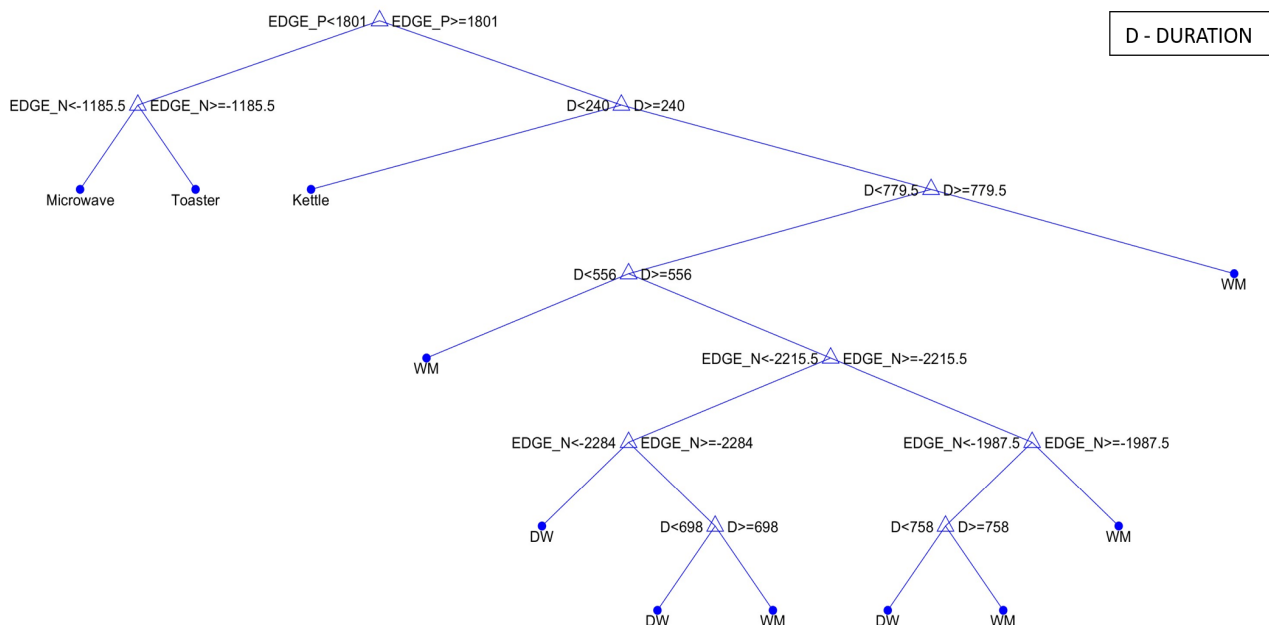 EDGE_P<1801 EDGE_P>=1801
D - DURATION
EDGE_N<-1185.5 EDGE_N>=-1185.5
D<240 D>=240
Microwave
Toaster
Kettle
D<779.5 D>=779.5
D<556 D>=556
WM
WM
EDGE_N<-2215.5 EDGE_N>=-2215.5
EDGE_N<-2284 EDGE_N>=-2284
EDGE_N<-1987.5 EDGE_N>=-1987.5
DW
D<698 D>=698
D<758 D>=758
WM
DW
WM
DW
WM